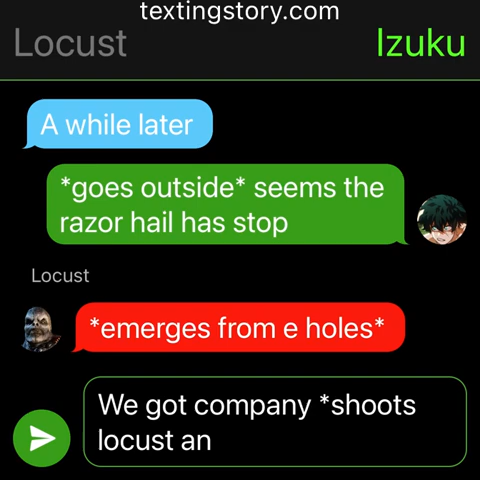 textingstory.com
Locust
Izuku
A while later
*goes outside* seems the
razor hail has stop
Locust
*emerges from e holes*
We got company *shoots
locust an